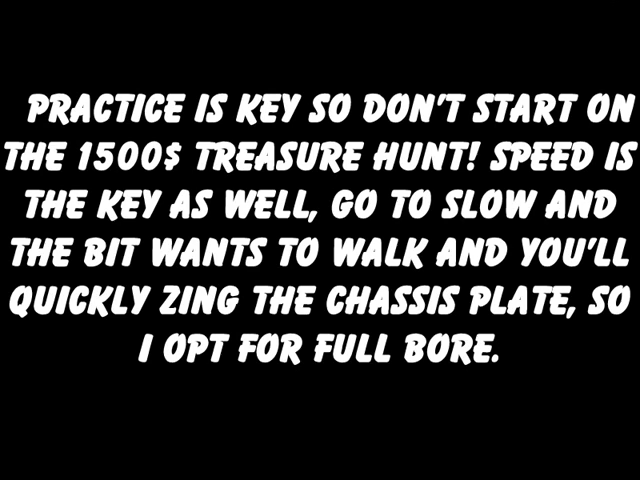 PRACTICE IS KEY SO DON'T START ON
THE 1500$ TREASURE HUNT! SPEED IS
THE KEY AS WELL, GO TO SLOW AND
THE BIT WANTS TO WALK AND YOU'LL
QUICKLY ZING THE CHASSIS PLATE, SO
I OPT FOR FULL BORE.